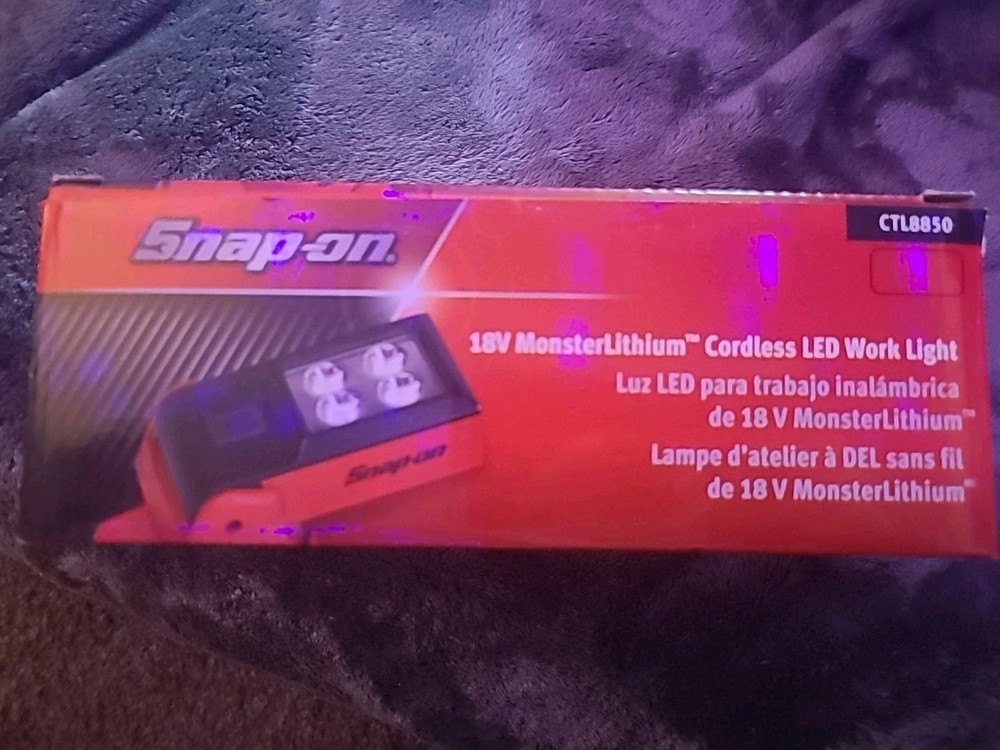 Snap-on.
CTL8850
18V MonsterLithium™ Cordless LED Work Light
Luz LED para trabajo inalámbrica
de 18 V MonsterLithium™
Lampe d'atelier à DEL sans fil
de 18 V MonsterLithium™
Snap-on